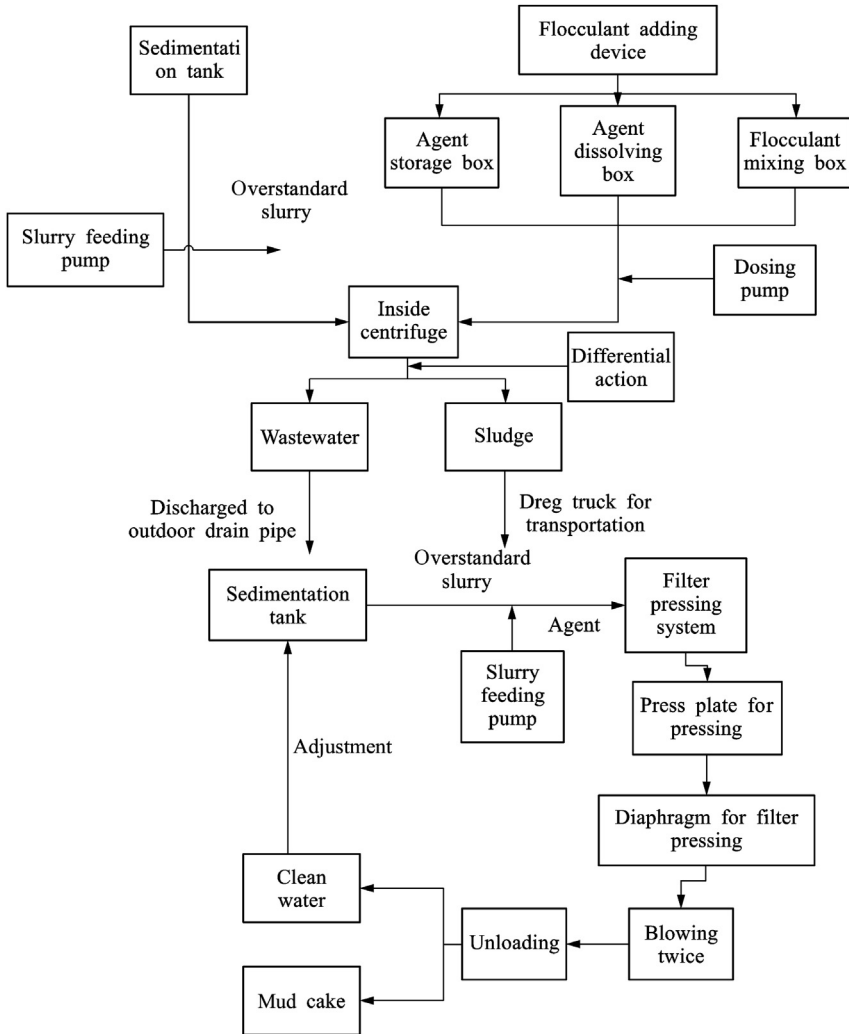 Sedimentati
on tank
Flocculant adding
device
Agent
storage box
Agent
dissolving
box
Flocculant
mixing box
Overstandard
slurry
Slurry feeding
pump
Dosing
pump
Inside
centrifuge
Differential
action
Wastewater
Sludge
Discharged to
outdoor drain pipe
Dreg truck for
transportation
Overstandard
slurry
Sedimentation
tank
Filter
pressing
system
Agent
Slurry
feeding
pump
Press plate for
pressing
Adjustment
Diaphragm for filter
pressing
Clean
water
Unloading
Blowing
twice
Mud cake